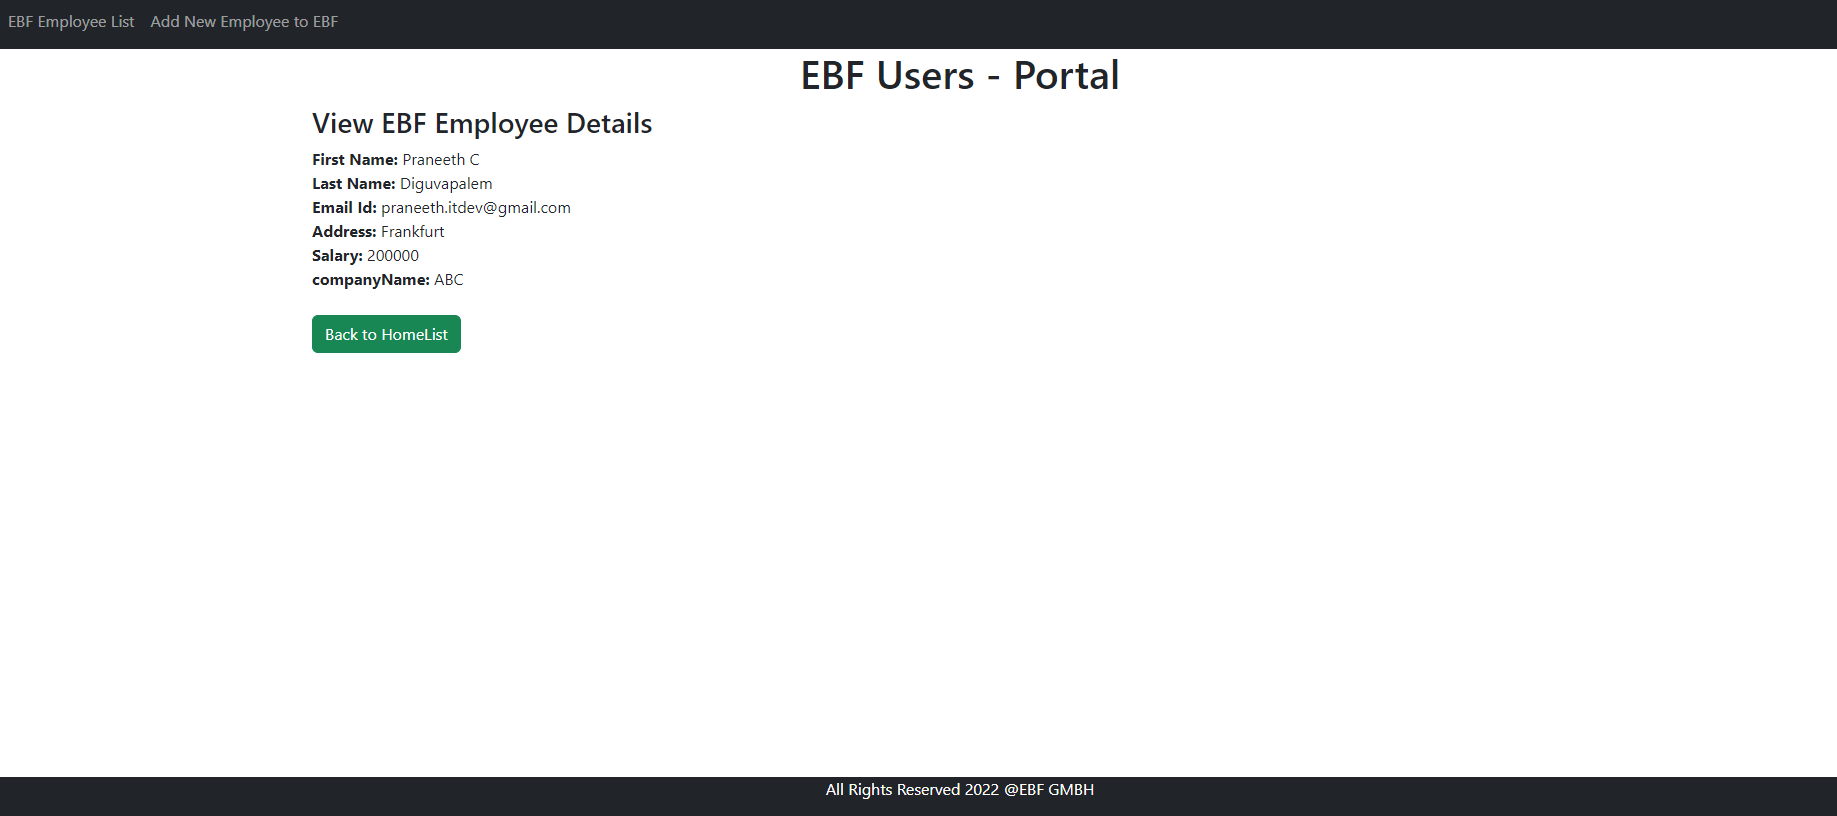 EBF Employee List Add New Employee to EBF
EBF Users - Portal
View EBF Employee Details
First Name: Praneeth C
Last Name: Diguvapalem
Email Id: praneeth.itdev@gmail.com
Address: Frankfurt
Salary: 200000
companyName: ABC
Back to HomeList
All Rights Reserved 2022 @EBF GMBH